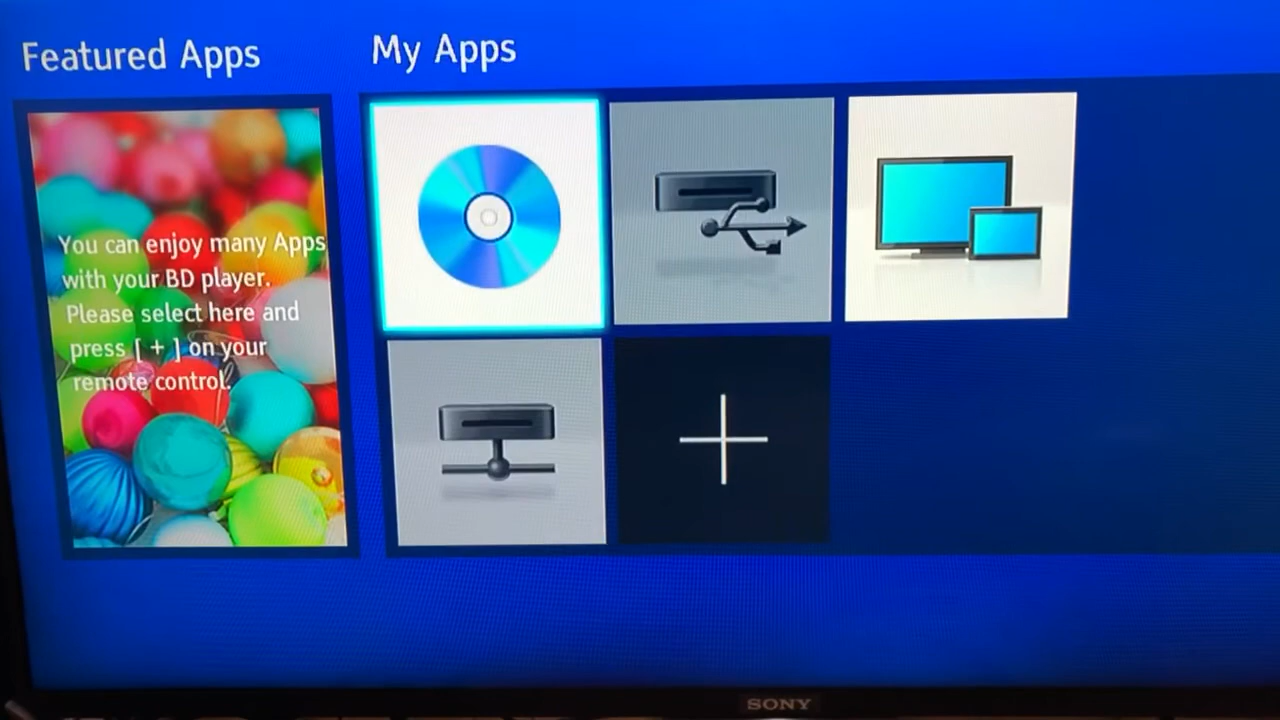 Featured Apps
My Apps
You can enjoy many Apps
with your BD player.
Please select here and
press [ + ] on your
remote control.
SONY